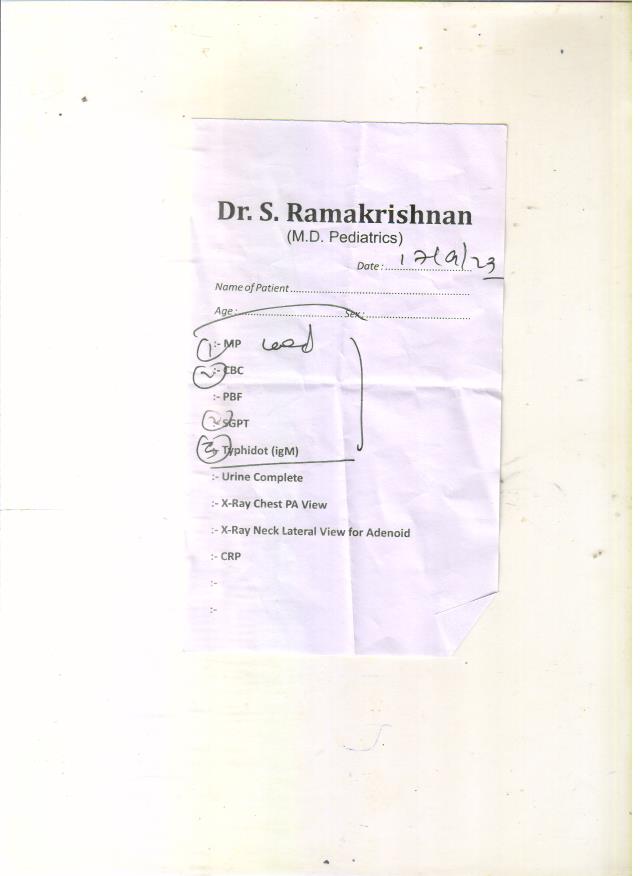 Dr. S. Ramakrishnan
(M.D. Pediatrics)
Date : 17/9/23
Name of Patient
Age : Sex :
1 :- MP
2 :- CBC
:- PBF
:- SGPT
3 :- Typhidot (igM)
:- Urine Complete
:- X-Ray Chest PA View
:- X-Ray Neck Lateral View for Adenoid
:- CRP
:-
:-